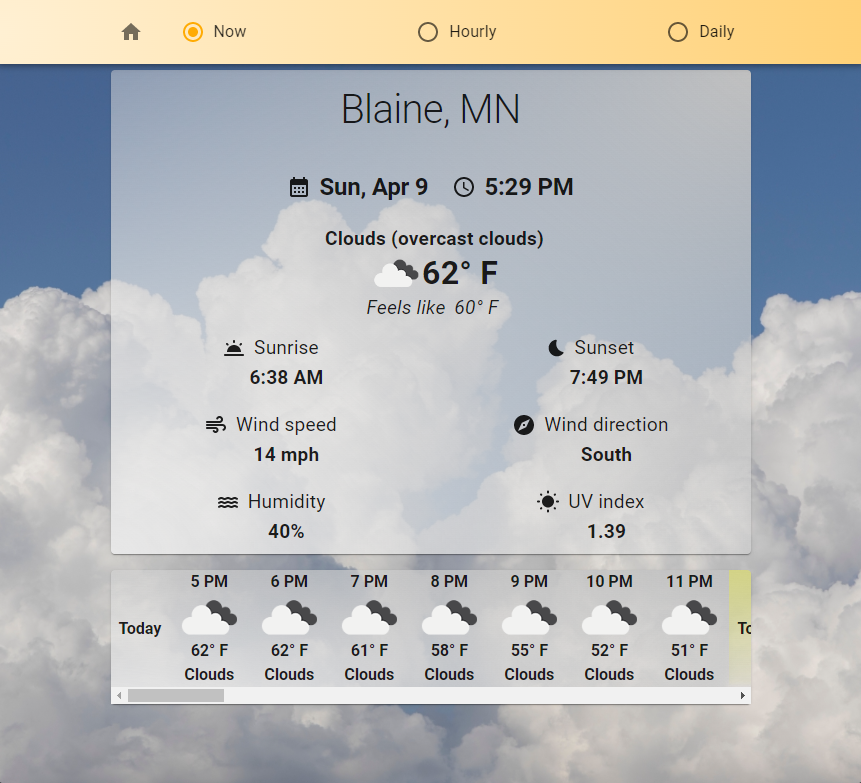 Now Hourly Daily
Blaine, MN
Sun, Apr 9 5:29 PM
Clouds (overcast clouds)
62° F
Feels like 60° F
Sunrise Sunset
6:38 AM 7:49 PM
Wind speed Wind direction
14 mph South
Humidity UV index
40% 1.39
5 PM 6 PM 7 PM 8 PM 9 PM 10 PM 11 PM
Today
62° F 62° F 61° F 58° F 55° F 52° F 51° F
Clouds Clouds Clouds Clouds Clouds Clouds Clouds